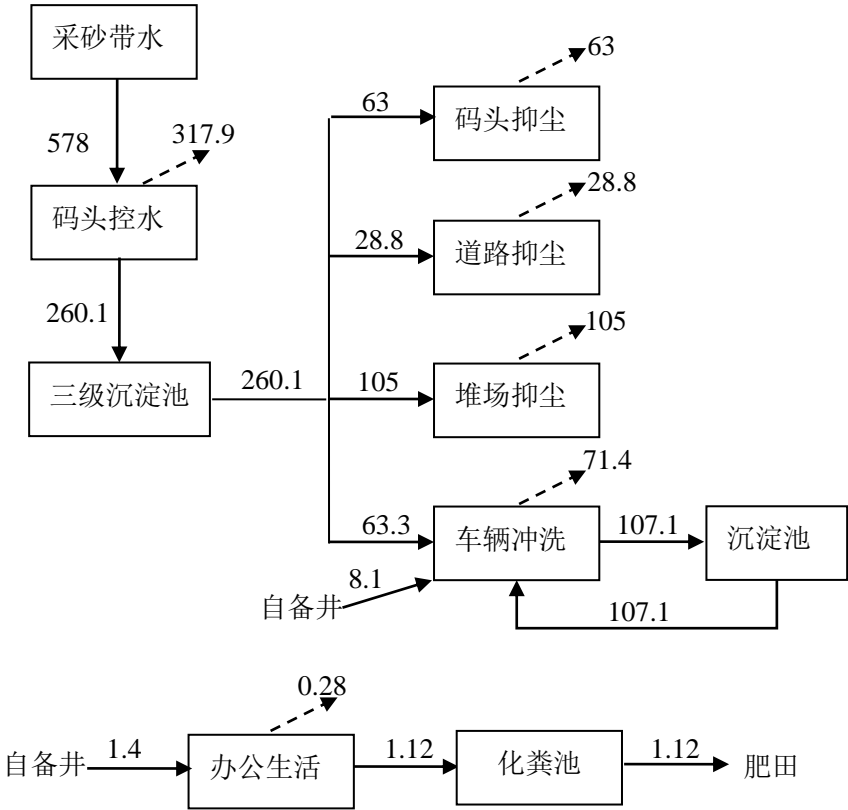 采砂带水
578
317.9
码头控水
260.1
三级沉淀池
260.1
63
63
码头抑尘
28.8
28.8
道路抑尘
105
105
堆场抑尘
63.3
71.4
车辆冲洗
107.1
沉淀池
107.1
自备井
8.1
自备井
1.4
0.28
办公生活
1.12
化粪池
1.12
肥田